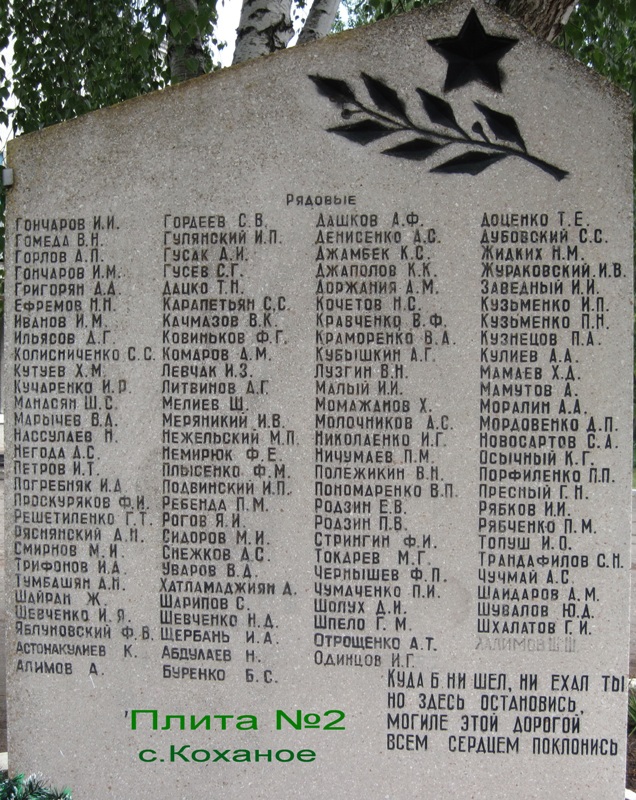 Рядовые
Гончаров И.И.
Гомеда В.Н.
Горлов А.П.
Гончаров И.М.
Григорян А.А.
Ефремов Н.Н.
Иванов И.М.
Ильясов А.Г.
Колисниченко С.С.
Кутуев Х.М.
Кучаренко И.Р.
Манасян Ш.С.
Марычев В.А.
Нассулаев Н.
Негода А.С.
Петров И.Т.
Погребняк И.А.
Проскуряков Ф.И.
Решетиленко Г.Т.
Ряснянский А.Н.
Смирнов М.И.
Трифонов И.А.
Тумбашян А.Н.
Шайран Ж.
Шевченко И.Я.
Яблуновский Ф.В.
Астонакулиев К.
Алимов А.
Гордеев С.В.
Гулянский И.П.
Гусак А.И.
Гусев С.Г.
Дацко Т.Н.
Карапетьян С.С.
Качмазов В.К.
Ковиньков Ф.Г.
Комаров А.М.
Левчак И.З.
Литвинов А.Г.
Мелиев Ш.
Меряникий И.В.
Нежельский М.П.
Немирюк Ф.Е.
Плысенко Ф.М.
Подвинский И.П.
Ребенда П.М.
Рогов Я.И.
Сидоров М.И.
Снежков А.С.
Уваров В.А.
Хатламаджиян А.
Шарипов С.
Шевченко Н.А.
Щербань И.А.
Абдулаев Н.
Буренко Б.С.
Дашков А.Ф.
Денисенко А.С.
Джамбек К.С.
Джаполов К.К.
Доржания А.М.
Кочетов Н.С.
Кравченко В.Ф.
Краморенко В.А.
Кубышкин А.Г.
Лузгин В.Н.
Малый И.И.
Момажанов Х.
Молочников А.С.
Николаенко И.Г.
Ничумаев П.М.
Полежикин В.Н.
Пономаренко В.П.
Родзин Е.В.
Родзин П.В.
Стрингин Ф.И.
Токарев М.Г.
Чернышев Ф.П.
Чумаченко П.И.
Шолух Д.И.
Шпело Г.М.
Отрощенко А.Т.
Одинцов И.Г.
Доценко Т.Е.
Дубовский С.С.
Жидких Н.М.
Жураковский И.В.
Заведный И.И.
Кузьменко И.П.
Кузьменко П.Н.
Кузнецов П.А.
Кулиев А.А.
Мамаев Х.Д.
Мамутов А.
Моралин А.А.
Мордовенко Д.П.
Новосартов С.А.
Осычный К.Г.
Порфиленко П.П.
Пресный Г.Н.
Рябков И.И.
Рябченко П.М.
Топуш И.О.
Трандафилов С.Н.
Чучмай А.С.
Шаидаров А.М.
Шувалов Ю.Д.
Шхалатов Г.И.
Халимов Ш.Ш.
Куда б ни шел, ни ехал ты
Но здесь остановись,
Могиле этой дорогой
Всем сердцем поклонись
Плита №2
с.Коханое